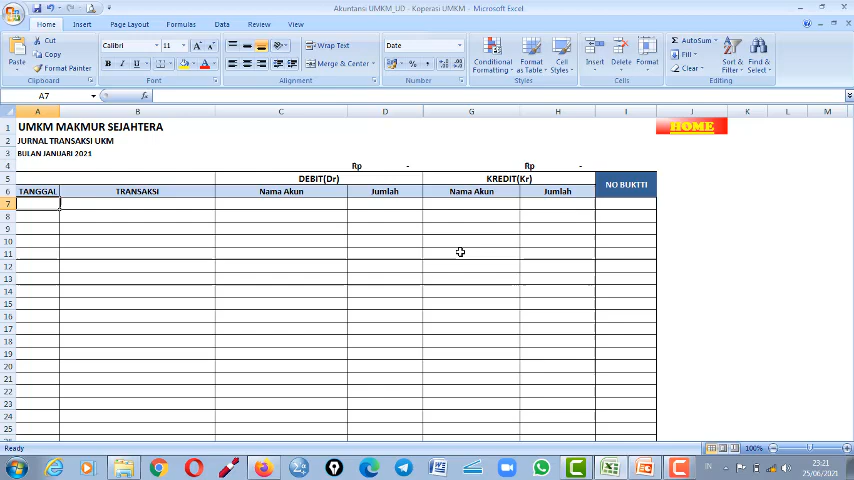 Akuntansi UMKM_UD - Koperasi UMKM - Microsoft Excel
Home Insert Page Layout Formulas Data Review View
Paste Cut Copy Format Painter Clipboard
Calibri 11 B I U A Font
Wrap Text Merge & Center Alignment
Date % , Number
Conditional Formatting Format as Table Cell Styles Styles
Insert Delete Format Cells
AutoSum Fill Clear Sort & Filter Find & Select Editing
A7 fx
A B C D G H I J K L M
1 UMKM MAKMUR SEJAHTERA HOME
2 JURNAL TRANSAKSI UKM
3 BULAN JANUARI 2021
4 Rp - Rp -
5 DEBIT(Dr) KREDIT(Kr) NO BUKTTI
6 TANGGAL TRANSAKSI Nama Akun Jumlah Nama Akun Jumlah
7
8
9
10
11
12
13
14
15
16
17
18
19
20
21
22
23
24
25
Ready 100%
IN 23:21
25/06/2021